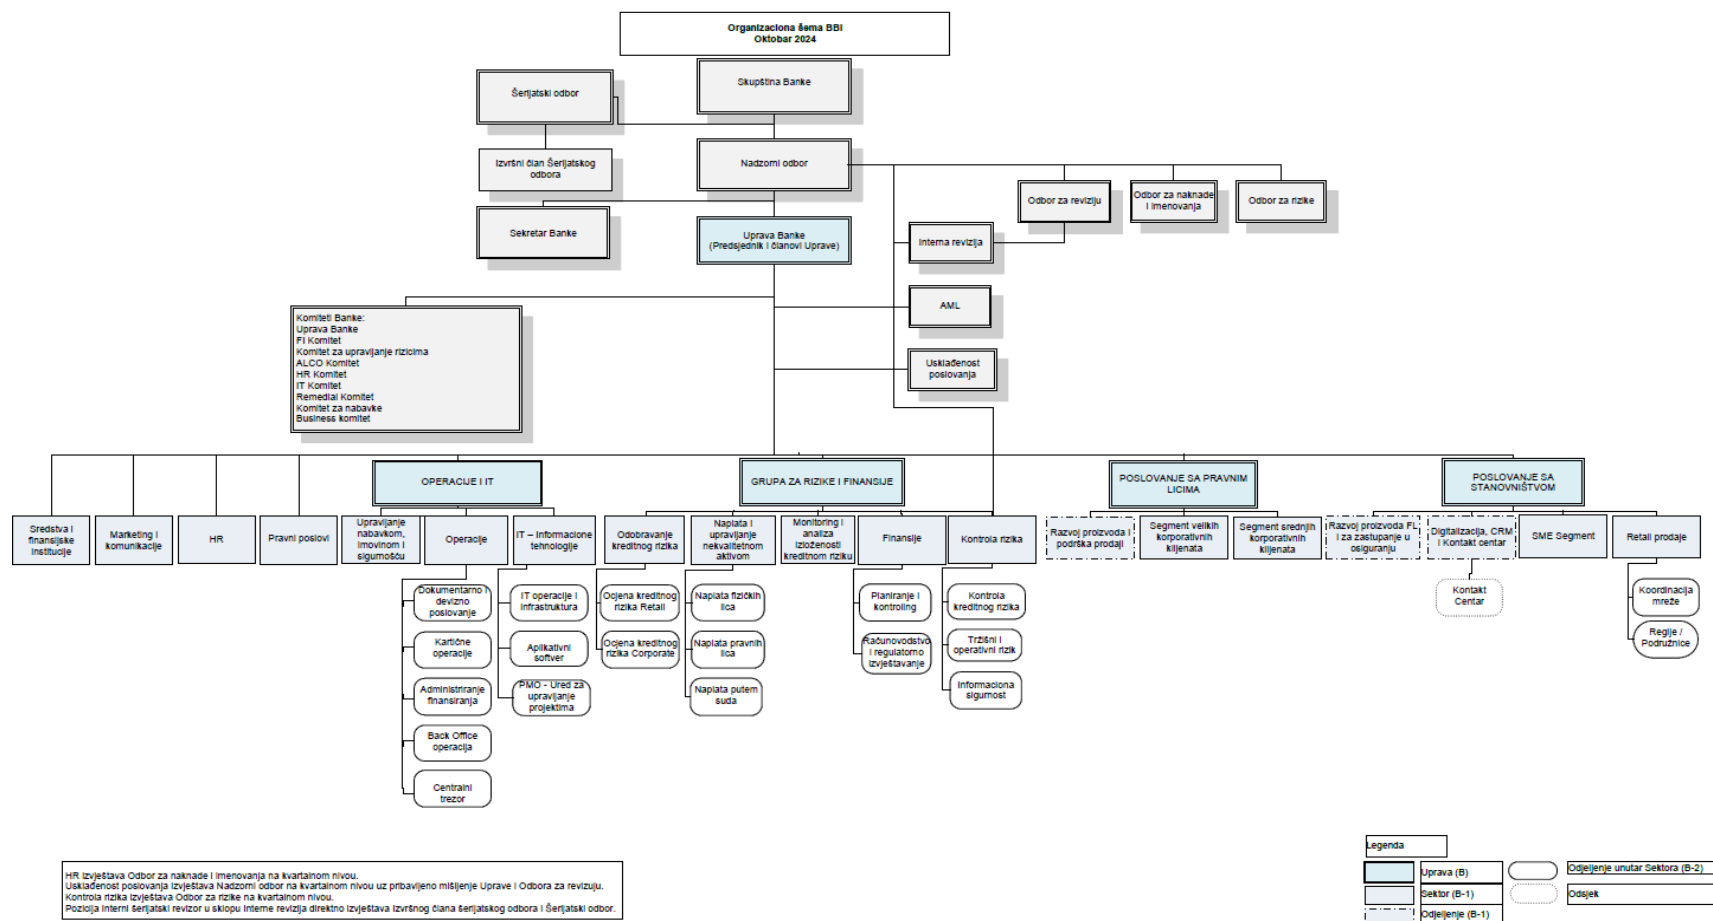 Organizaciona šema BBI
Oktobar 2024
Skupština Banke
Šerijatski odbor
Izvršni član Šerijatskog
odbora
Nadzorni odbor
Odbor za reviziju
Odbor za naknade
i imenovanja
Odbor za rizike
Sekretar Banke
Uprava Banke
(Predsjednik i članovi Uprave)
Interna revizija
AML
Usklađenost
poslovanja
Komiteti Banke:
Uprava Banke
FI Komitet
Komitet za upravljanje rizicima
ALCO Komitet
HR Komitet
IT Komitet
Remedial Komitet
Komitet za nabavke
Business komitet
OPERACIJE I IT
GRUPA ZA RIZIKE I FINANSIJE
POSLOVANJE SA PRAVNIM
LICIMA
POSLOVANJE SA
STANOVNIŠTVOM
Sredstva i
finansijske
institucije
Marketing i
komunikacije
HR
Pravni poslovi
Upravljanje
nabavkom,
imovinom i
sigurnošću
Operacije
IT – Informacione
tehnologije
Odobravanje
kreditnog rizika
Naplata i
upravljanje
nekvalitetnom
aktivom
Monitoring i
analiza
izloženosti
kreditnom riziku
Finansije
Kontrola rizika
Razvoj proizvoda i
podrška prodaji
Segment velikih
korporativnih
klijenata
Segment srednjih
korporativnih
klijenata
Razvoj proizvoda FL
i za zastupanje u
osiguranju
Digitalizacija, CRM
i Kontakt centar
SME Segment
Retail prodaje
Dokumentarno i
devizno
poslovanje
Kartične
operacije
Administriranje
finansiranja
Back Office
operacija
Centralni
trezor
IT operacije i
infrastruktura
Aplikativni
softver
PMO - Ured za
upravljanje
projektima
Ocjena kreditnog
rizika Retail
Ocjena kreditnog
rizika Corporate
Naplata fizičkih
lica
Naplata pravnih
lica
Naplata putem
suda
Planiranje i
kontroling
Računovodstvo
i regulatorno
izvještavanje
Kontrola
kreditnog rizika
Tržišni i
operativni rizik
Informaciona
sigurnost
Kontakt
Centar
Koordinacija
mreže
Regije /
Podružnice
HR izvještava Odbor za naknade i imenovanja na kvartalnom nivou.
Usklađenost poslovanja izvještava Nadzorni odbor na kvartalnom nivou uz pribavljeno mišljenje Uprave i Odbora za revizuju.
Kontrola rizika izvještava Odbor za rizike na kvartalnom nivou.
Pozicija interni šerijatski revizor u sklopu Interne revizija direktno izvještava izvršnog člana šerijatskog odbora i Šerijatski odbor.
Legenda
Uprava (B)
Odjeljenje unutar Sektora (B-2)
Sektor (B-1)
Odsjek
Odjeljenje (B-1)